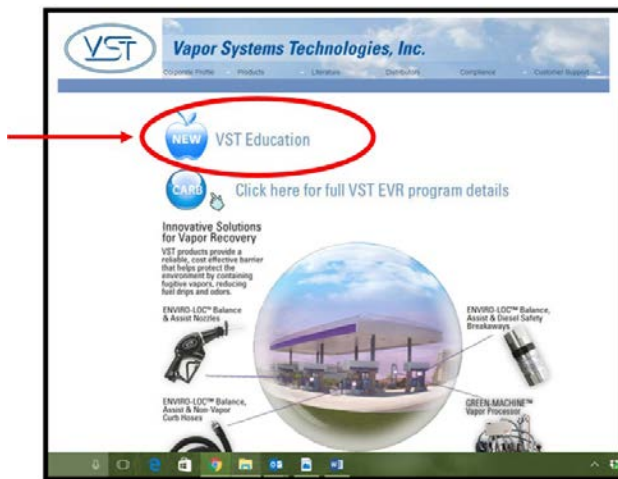 VST
Vapor Systems Technologies, Inc.
Corporate Profile Products Literature Distributors Compliance Customer Support
NEW VST Education
CARB Click here for full VST EVR program details
Innovative Solutions
for Vapor Recovery
VST products provide a
reliable, cost effective barrier
that helps protect the
environment by containing
fugitive vapors, reducing
fuel drips and odors.
ENVIRO-LOC™ Balance
& Assist Nozzles
ENVIRO-LOC™ Balance,
Assist & Diesel Safety
Breakaways
ENVIRO-LOC™ Balance,
Assist & Non-Vapor
Curb Hoses
GREEN-MACHINE™
Vapor Processor